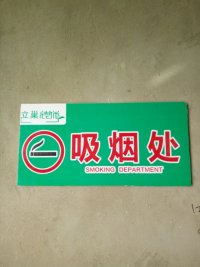 吸烟处
SMOKING DEPARTMENT